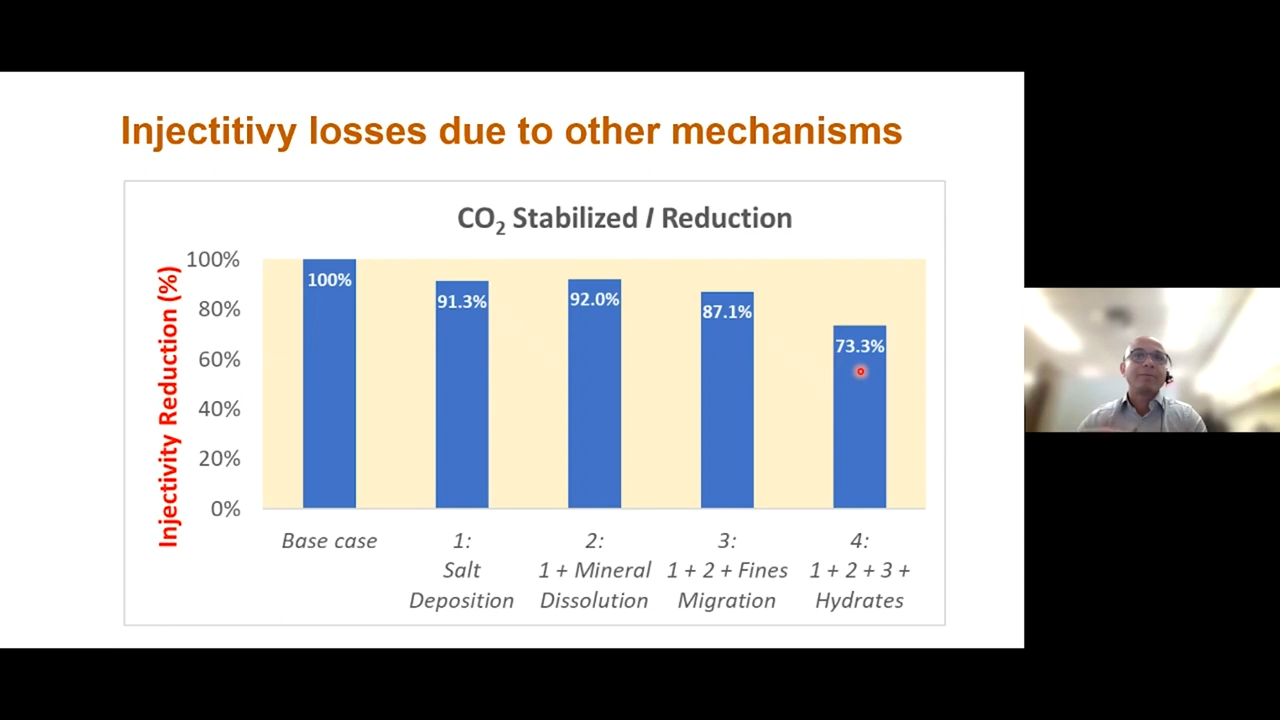 Injectitivy losses due to other mechanisms
CO₂ Stabilized I Reduction
Injectivity Reduction (%)
100%
80%
60%
40%
20%
0%
100%
91.3%
92.0%
87.1%
73.3%
Base case
1:
Salt
Deposition
2:
1 + Mineral
Dissolution
3:
1 + 2 + Fines
Migration
4:
1 + 2 + 3 +
Hydrates